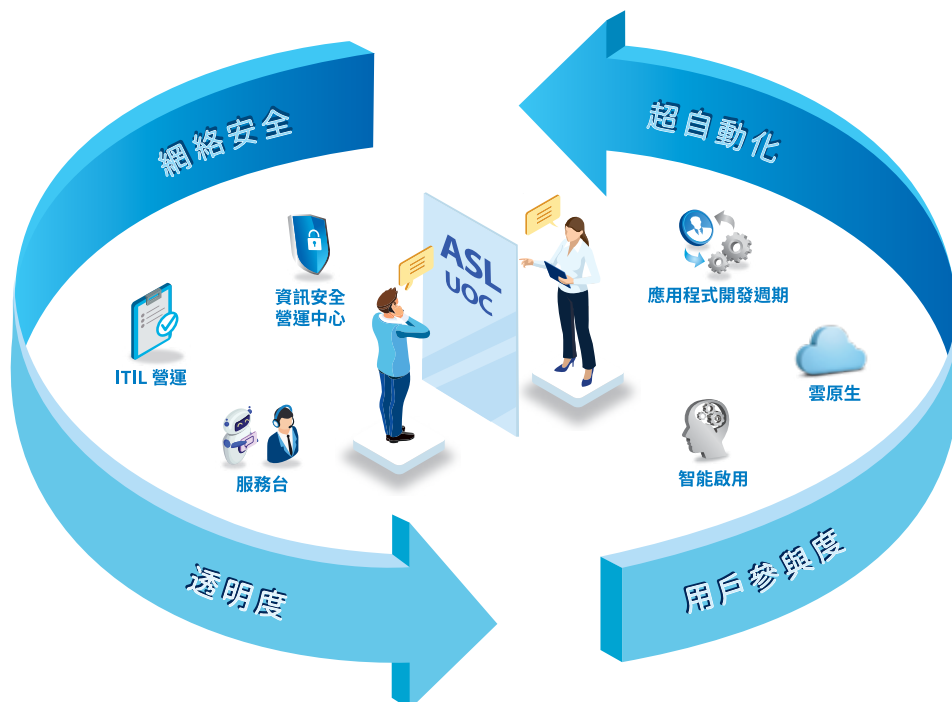 網絡安全
超自動化
ASL
UOC
資訊安全
營運中心
應用程式開發週期
ITIL 營運
雲原生
服務台
智能啟用
透明度
用戶參與度